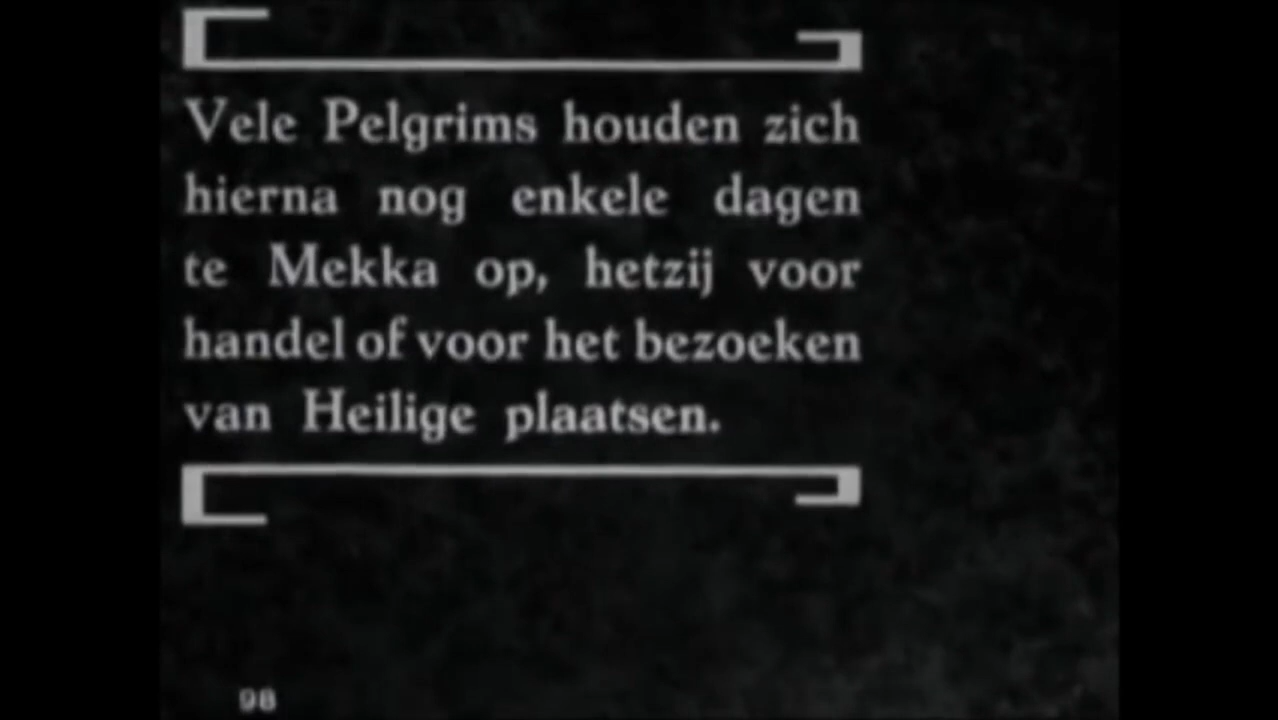 Vele Pelgrims houden zich
hierna nog enkele dagen
te Mekka op, hetzij voor
handel of voor het bezoeken
van Heilige plaatsen.
98